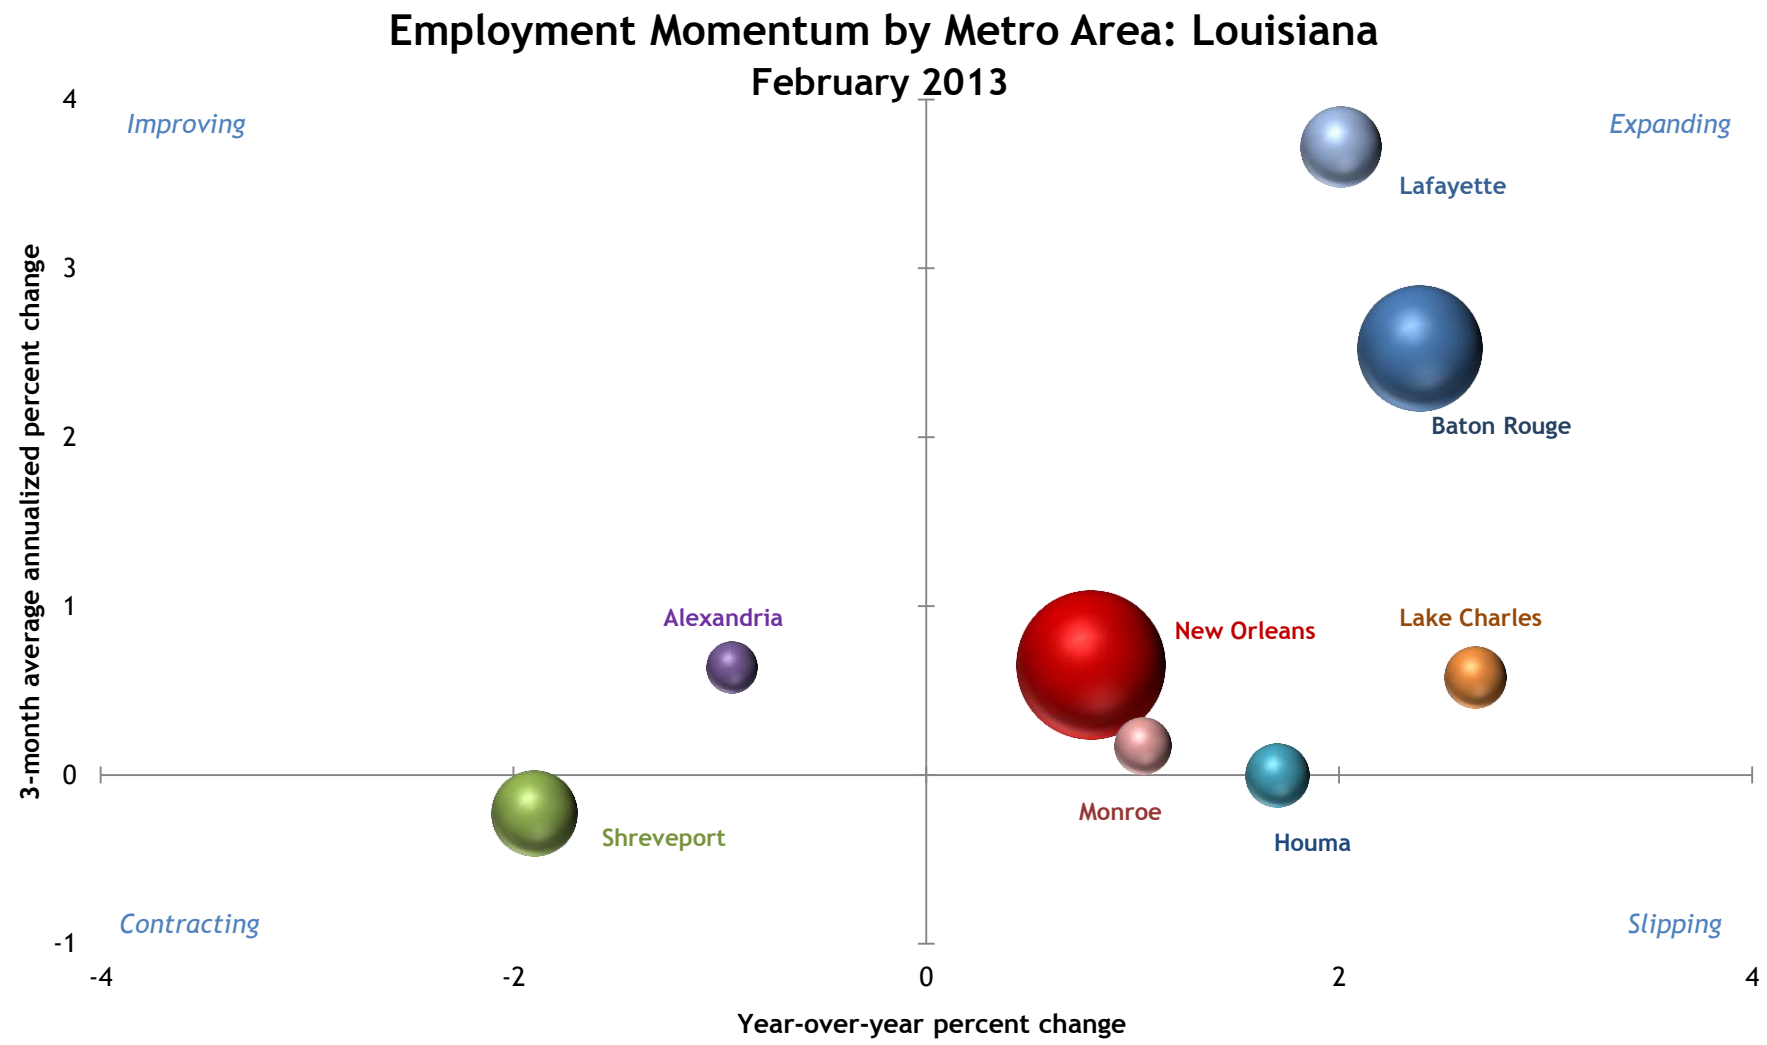 Employment Momentum by Metro Area: Louisiana
February 2013
4
Improving
Expanding
Lafayette
3
3-month average annualized percent change
2
Baton Rouge
1
Alexandria
New Orleans
Lake Charles
0
Shreveport
Monroe
Houma
Contracting
Slipping
-1
-4
-2
0
2
4
Year-over-year percent change